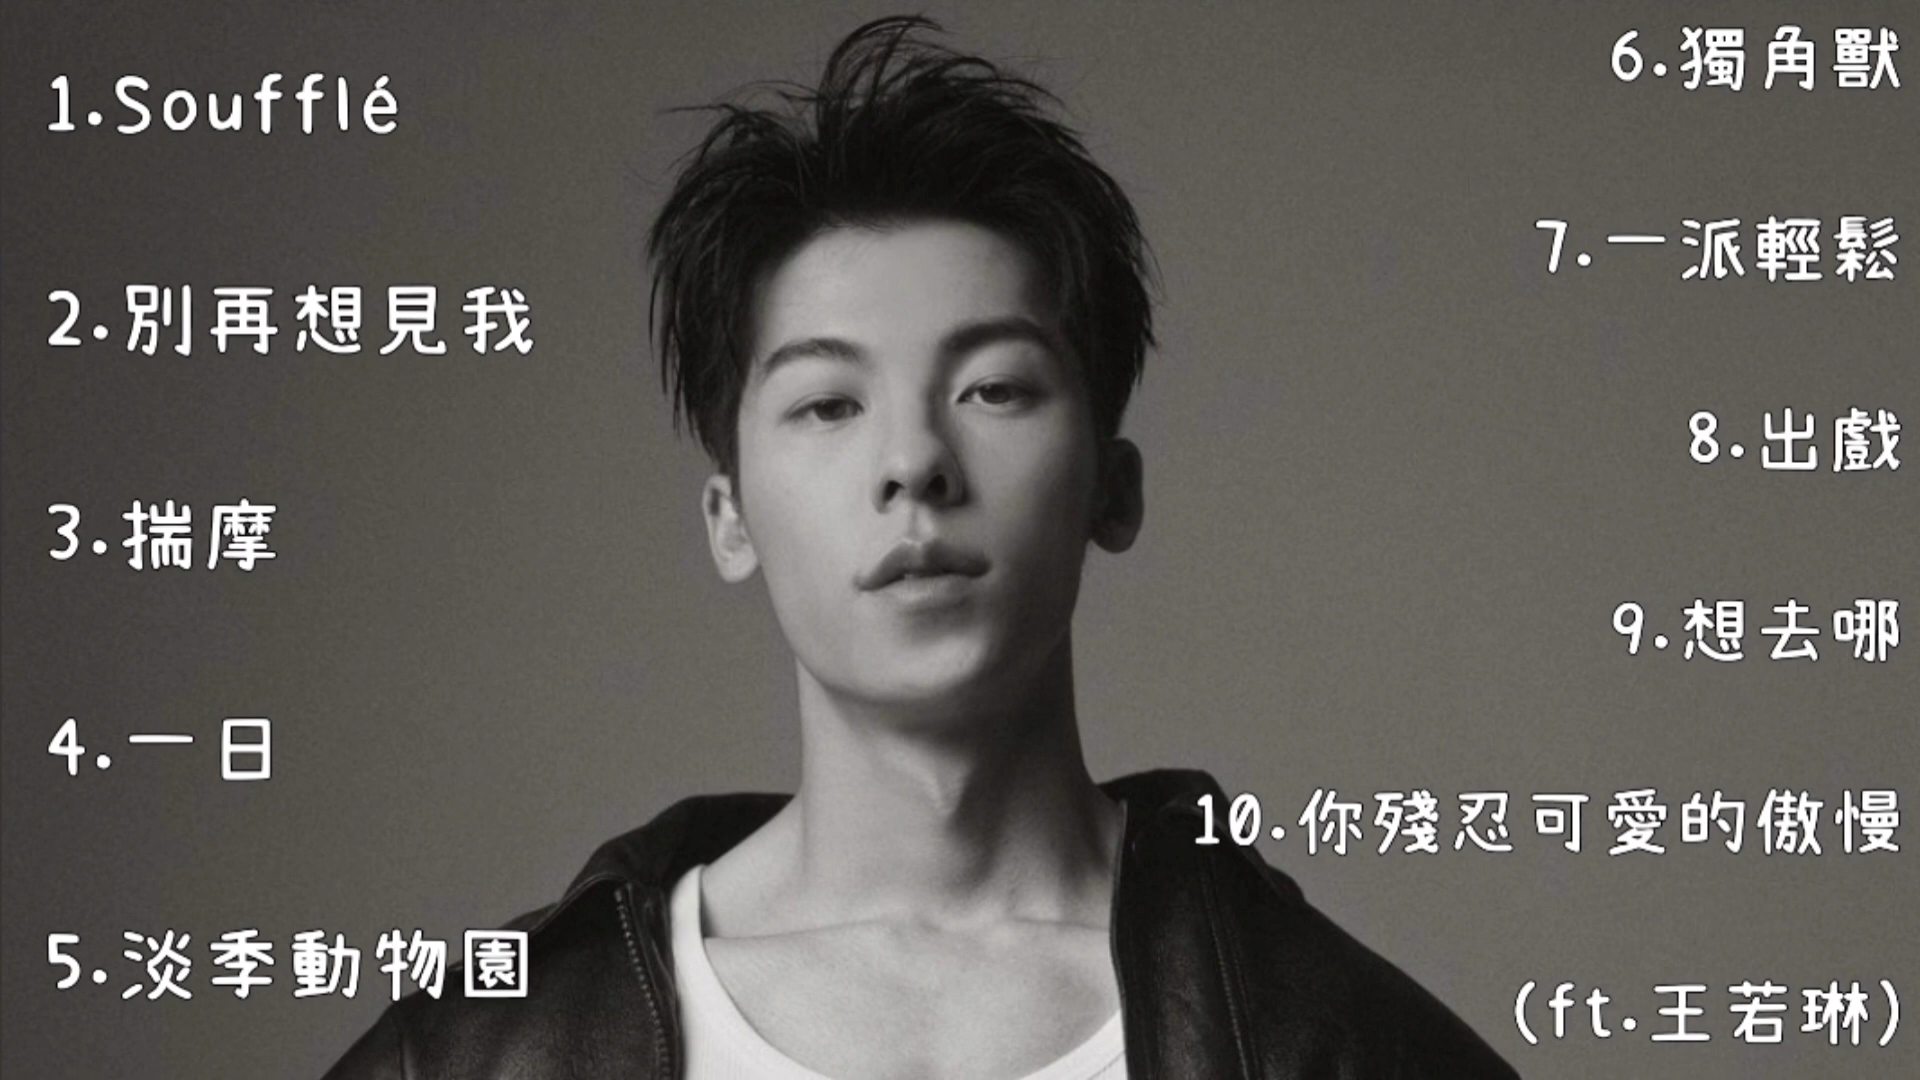 1.Soufflé
2.別再想見我
3.揣摩
4.一日
5.淡季動物園
6.獨角獸
7.一派輕鬆
8.出戲
9.想去哪
10.你殘忍可愛的傲慢
(ft.王若琳)